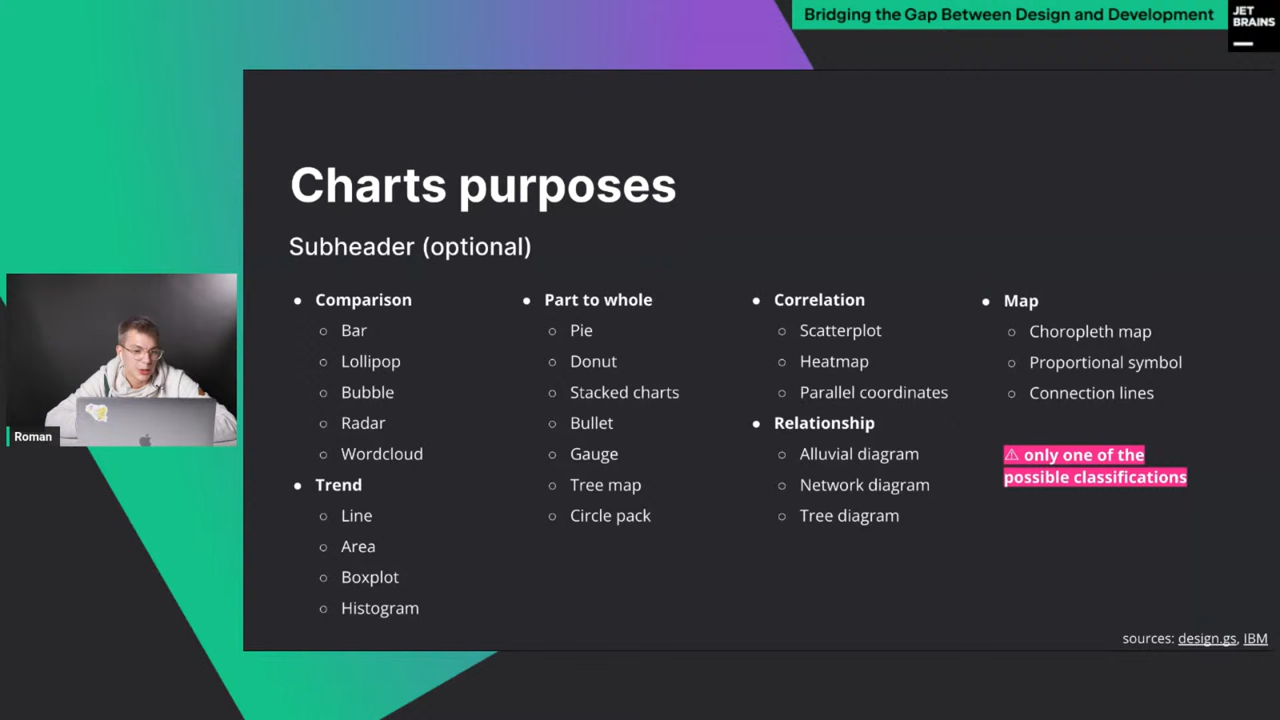 Bridging the Gap Between Design and Development
JET
BRAINS
Charts purposes
Subheader (optional)
Comparison
Bar
Lollipop
Bubble
Radar
Wordcloud
Trend
Line
Area
Boxplot
Histogram
Part to whole
Pie
Donut
Stacked charts
Bullet
Gauge
Tree map
Circle pack
Correlation
Scatterplot
Heatmap
Parallel coordinates
Relationship
Alluvial diagram
Network diagram
Tree diagram
Map
Choropleth map
Proportional symbol
Connection lines
⚠ only one of the
possible classifications
Roman
sources: design.gs, IBM